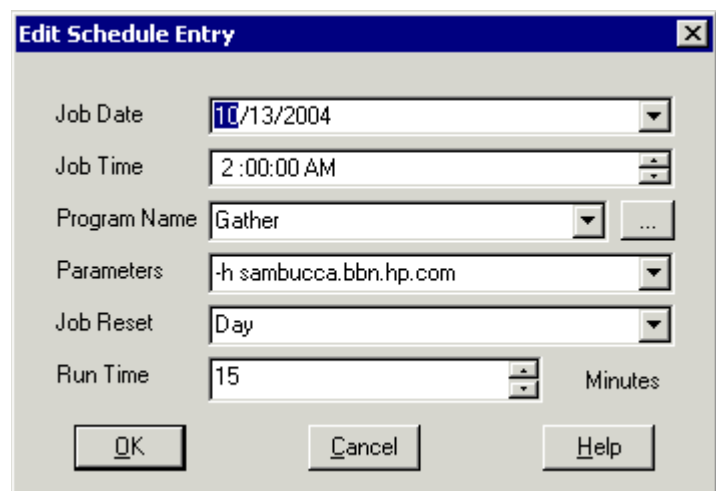 Edit Schedule Entry
Job Date 10/13/2004
Job Time 2:00:00 AM
Program Name Gather ...
Parameters -h sambucca.bbn.hp.com
Job Reset Day
Run Time 15 Minutes
OK Cancel Help